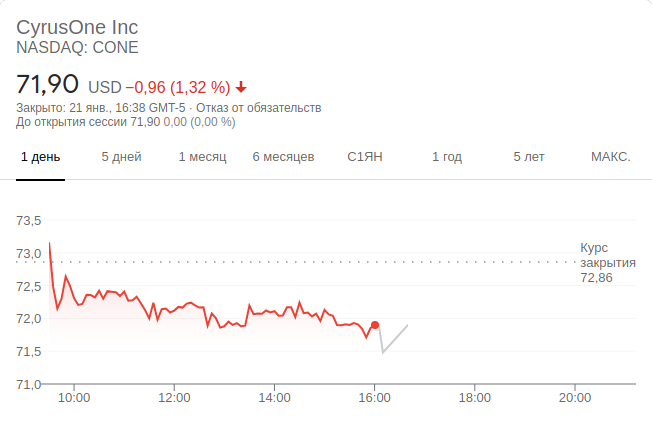 CyrusOne Inc
NASDAQ: CONE
71,90 USD −0,96 (1,32 %)
Закрыто: 21 янв., 16:38 GMT-5 · Отказ от обязательств
До открытия сессии 71,90 0,00 (0,00 %)
1 день 5 дней 1 месяц 6 месяцев С1ЯН 1 год 5 лет МАКС.
73,5
73,0
72,5
72,0
71,5
71,0
Курс
закрытия
72,86
10:00 12:00 14:00 16:00 18:00 20:00